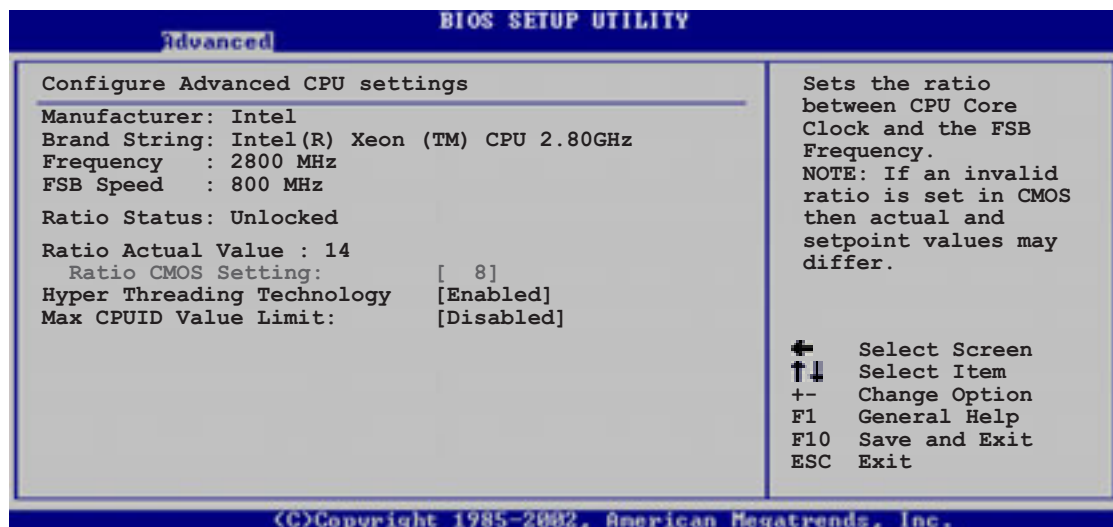 BIOS SETUP UTILITY
Advanced
Configure Advanced CPU settings
Manufacturer: Intel
Brand String: Intel(R) Xeon (TM) CPU 2.80GHz
Frequency : 2800 MHz
FSB Speed : 800 MHz
Ratio Status: Unlocked
Ratio Actual Value : 14
Ratio CMOS Setting: [ 8]
Hyper Threading Technology [Enabled]
Max CPUID Value Limit: [Disabled]
Sets the ratio
between CPU Core
Clock and the FSB
Frequency.
NOTE: If an invalid
ratio is set in CMOS
then actual and
setpoint values may
differ.
← Select Screen
↑↓ Select Item
+- Change Option
F1 General Help
F10 Save and Exit
ESC Exit
(C)Copyright 1985-2002, American Megatrends, Inc.